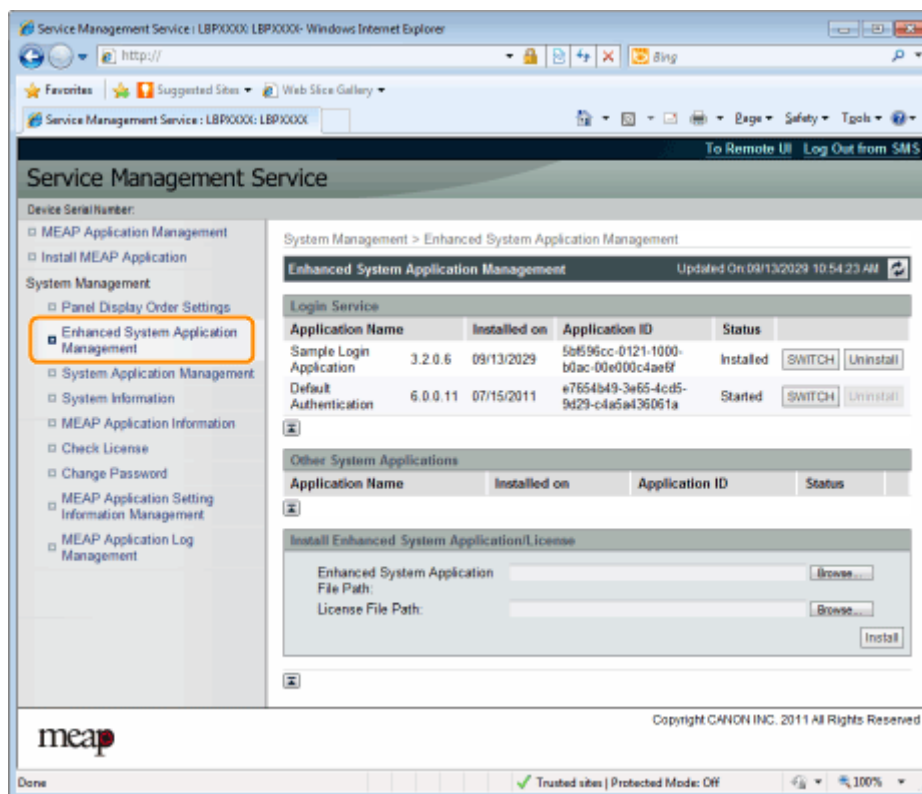 Service Management Service : LBPXXXX: LBPXXXX- Windows Internet Explorer
http://
Bing
Favorites
Suggested Sites
Web Slice Gallery
Service Management Service : LBPXXXX: LBPXXXX
Page
Safety
Tools
To Remote UI
Log Out from SMS
Service Management Service
Device Serial Number:
MEAP Application Management
Install MEAP Application
System Management
Panel Display Order Settings
Enhanced System Application
Management
System Application Management
System Information
MEAP Application Information
Check License
Change Password
MEAP Application Setting
Information Management
MEAP Application Log
Management
System Management > Enhanced System Application Management
Enhanced System Application Management
Updated On:09/13/2029 10:54:23 AM
Login Service
Application Name Installed on Application ID Status
Sample Login
Application
3.2.0.6 09/13/2029
5bf596cc-0121-1000-
b0ac-00e000c4ae6f
Installed SWITCH Uninstall
Default
Authentication
6.0.0.11 07/15/2011
e7654b49-3e65-4cd5-
9d29-c4a5a436061a
Started SWITCH Uninstall
Other System Applications
Application Name Installed on Application ID Status
Install Enhanced System Application/License
Enhanced System Application
File Path:
Browse...
License File Path:
Browse...
Install
Copyright CANON INC. 2011 All Rights Reserved
meap
Done
Trusted sites | Protected Mode: Off
100%